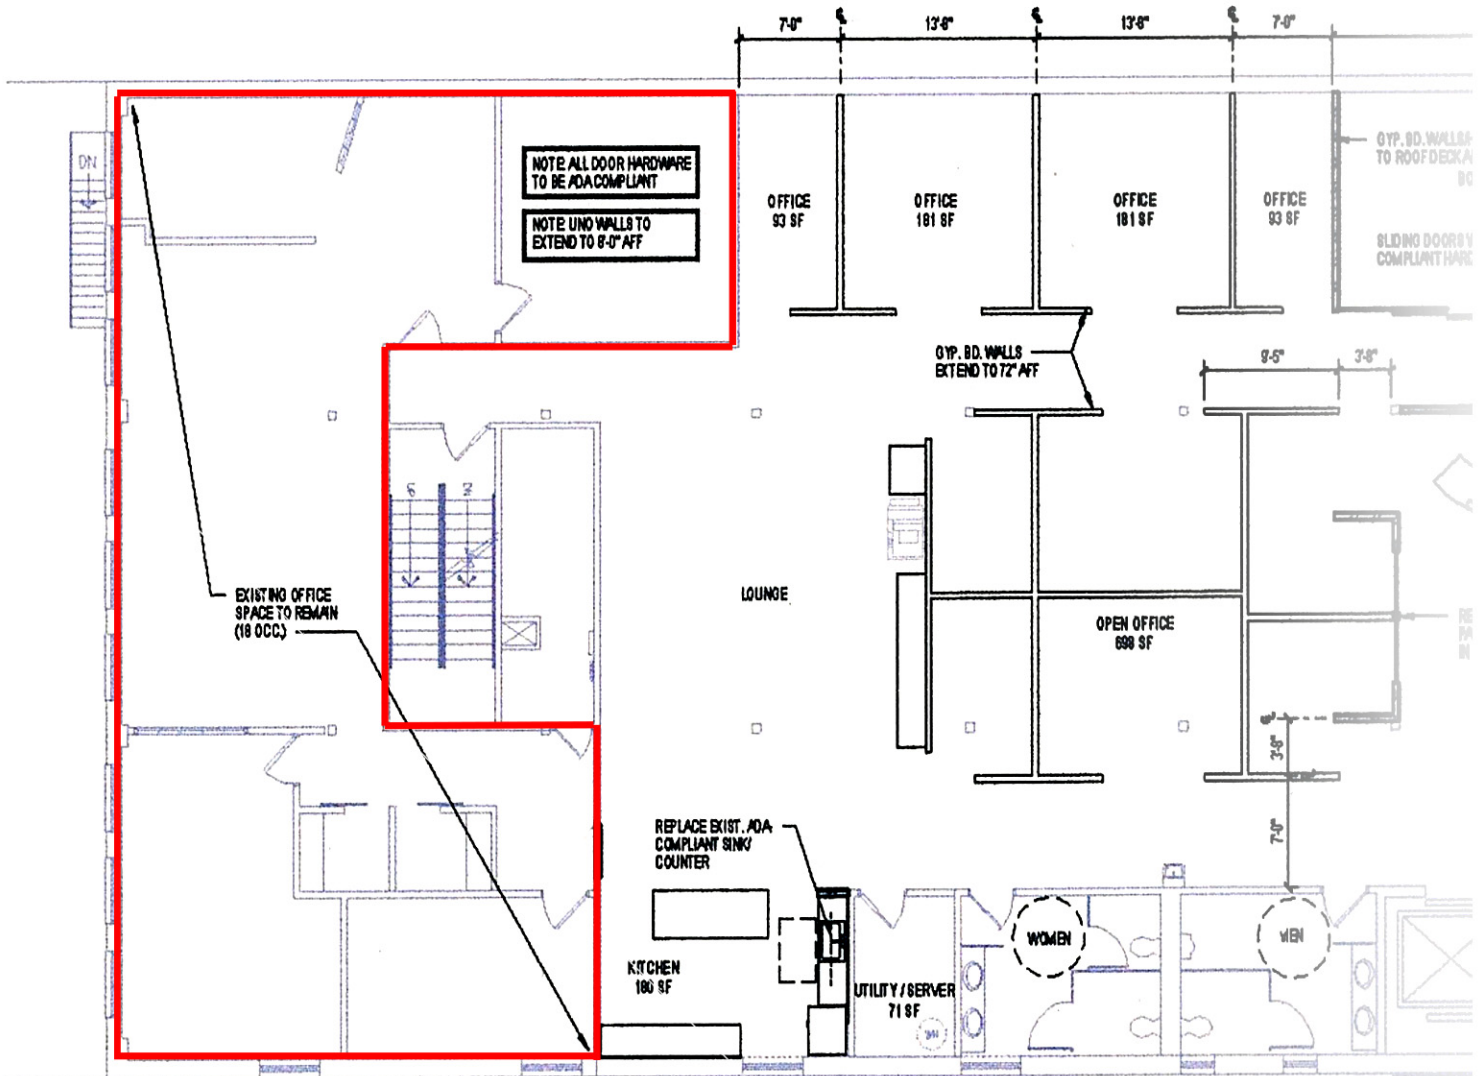 7'-0"
13'-8"
13'-8"
7'-0"
DN
NOTE: ALL DOOR HARDWARE
TO BE ADA COMPLIANT
NOTE: UNO WALLS TO
EXTEND TO 8'-0" AFF
OFFICE
93 SF
OFFICE
181 SF
OFFICE
181 SF
OFFICE
93 SF
GYP. BD. WALLS
TO ROOF DECK
SLIDING DOORS
COMPLIANT
GYP. BD. WALLS
EXTEND TO 72" AFF
9'-5"
3'-8"
EXISTING OFFICE
SPACE TO REMAIN
(18 OCC.)
LOUNGE
OPEN OFFICE
698 SF
3'-8"
7'-0"
REPLACE EXIST. ADA
COMPLIANT SINK/
COUNTER
KITCHEN
180 SF
UTILITY / SERVER
71 SF
WOMEN
MEN